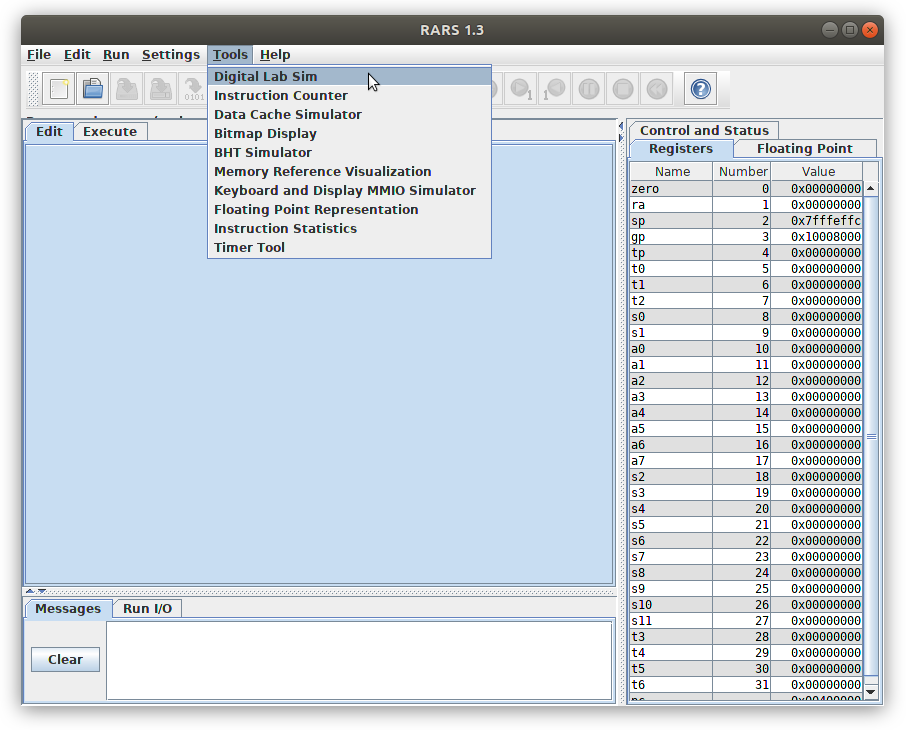 RARS 1.3
File Edit Run Settings Tools Help
Digital Lab Sim
Instruction Counter
Data Cache Simulator
Bitmap Display
BHT Simulator
Memory Reference Visualization
Keyboard and Display MMIO Simulator
Floating Point Representation
Instruction Statistics
Timer Tool
0101
1
1
?
Edit Execute
Messages Run I/O
Clear
Control and Status
Registers Floating Point
Name Number Value
zero 0 0x00000000
ra 1 0x00000000
sp 2 0x7fffeffc
gp 3 0x10008000
tp 4 0x00000000
t0 5 0x00000000
t1 6 0x00000000
t2 7 0x00000000
s0 8 0x00000000
s1 9 0x00000000
a0 10 0x00000000
a1 11 0x00000000
a2 12 0x00000000
a3 13 0x00000000
a4 14 0x00000000
a5 15 0x00000000
a6 16 0x00000000
a7 17 0x00000000
s2 18 0x00000000
s3 19 0x00000000
s4 20 0x00000000
s5 21 0x00000000
s6 22 0x00000000
s7 23 0x00000000
s8 24 0x00000000
s9 25 0x00000000
s10 26 0x00000000
s11 27 0x00000000
t3 28 0x00000000
t4 29 0x00000000
t5 30 0x00000000
t6 31 0x00000000